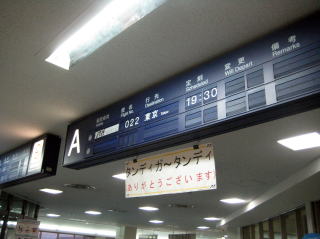 便名 行先 定刻 変更 備考
Flight No. Destination Scheduled Will Depart Remarks
A 022 東京 Tokyo 19:30
タンディガ〜タンディ
ありがとうございます